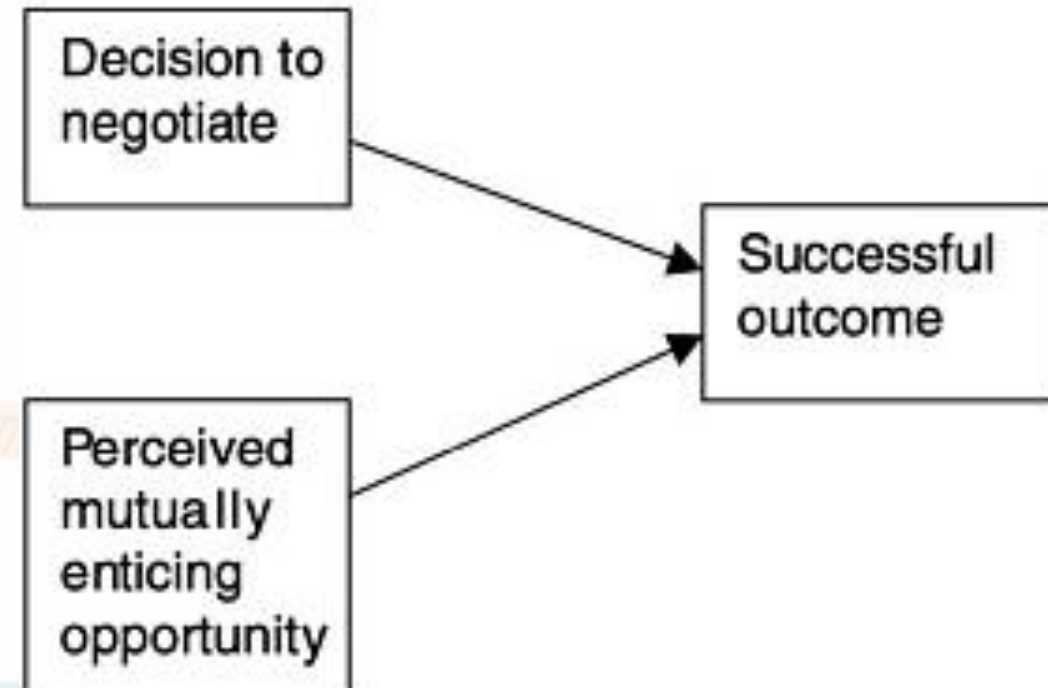 Decision to
negotiate
Successful
outcome
Perceived
mutually
enticing
opportunity